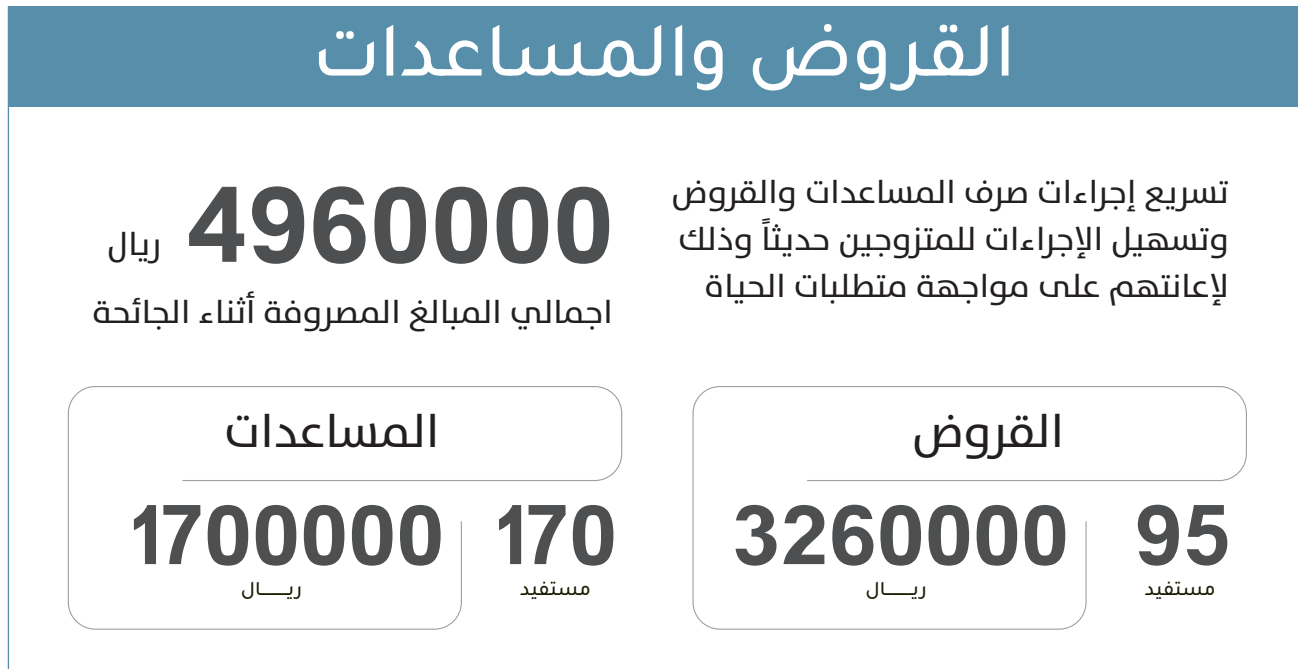 القروض والمساعدات
تسريع إجراءات صرف المساعدات والقروض
وتسهيل الإجراءات للمتزوجين حديثاً وذلك
لإعانتهم على مواجهة متطلبات الحياة
4960000 ريال
اجمالي المبالغ المصروفة أثناء الجائحة
القروض
95
مستفيد
3260000
ريـــال
المساعدات
170
مستفيد
1700000
ريـــال